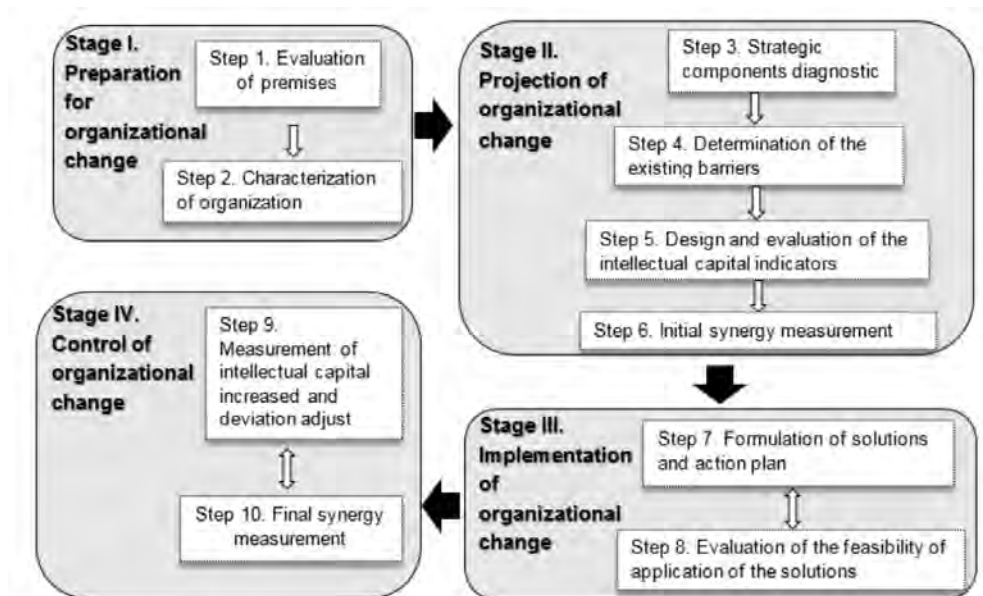 Stage I.
Preparation
for
organizational
change
Step 1. Evaluation
of premises
Step 2. Characterization
of organization
Stage II.
Projection of
organizational
change
Step 3. Strategic
components diagnostic
Step 4. Determination of the
existing barriers
Step 5. Design and evaluation of the
intellectual capital indicators
Step 6. Initial synergy measurement
Stage III.
Implementation
of
organizational
change
Step 7. Formulation of solutions
and action plan
Step 8. Evaluation of the feasibility of
application of the solutions
Stage IV.
Control of
organizational
change
Step 9.
Measurement of
intellectual capital
increased and
deviation adjust
Step 10. Final synergy
measurement